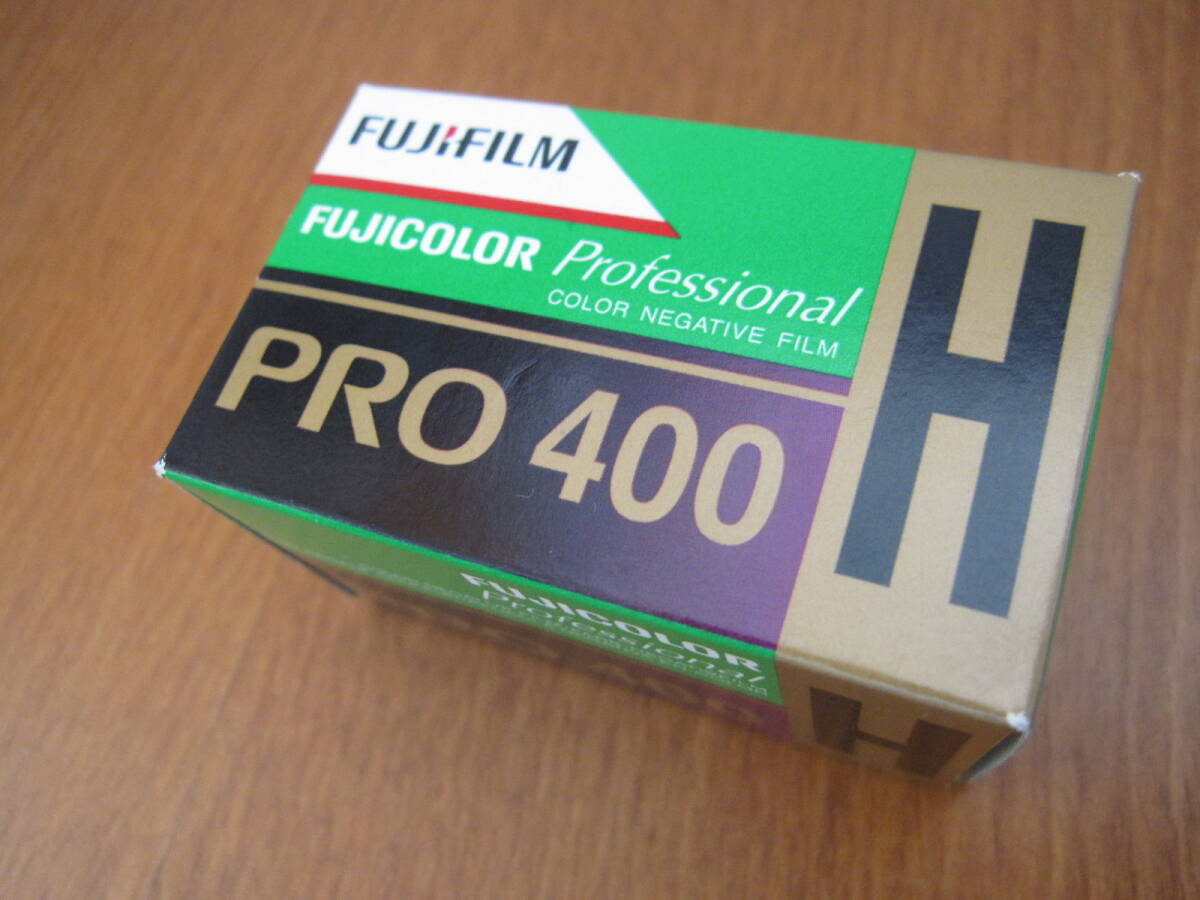 FUJIFILM
FUJICOLOR Professional
COLOR NEGATIVE FILM
PRO 400 H
FUJICOLOR
Professional
H